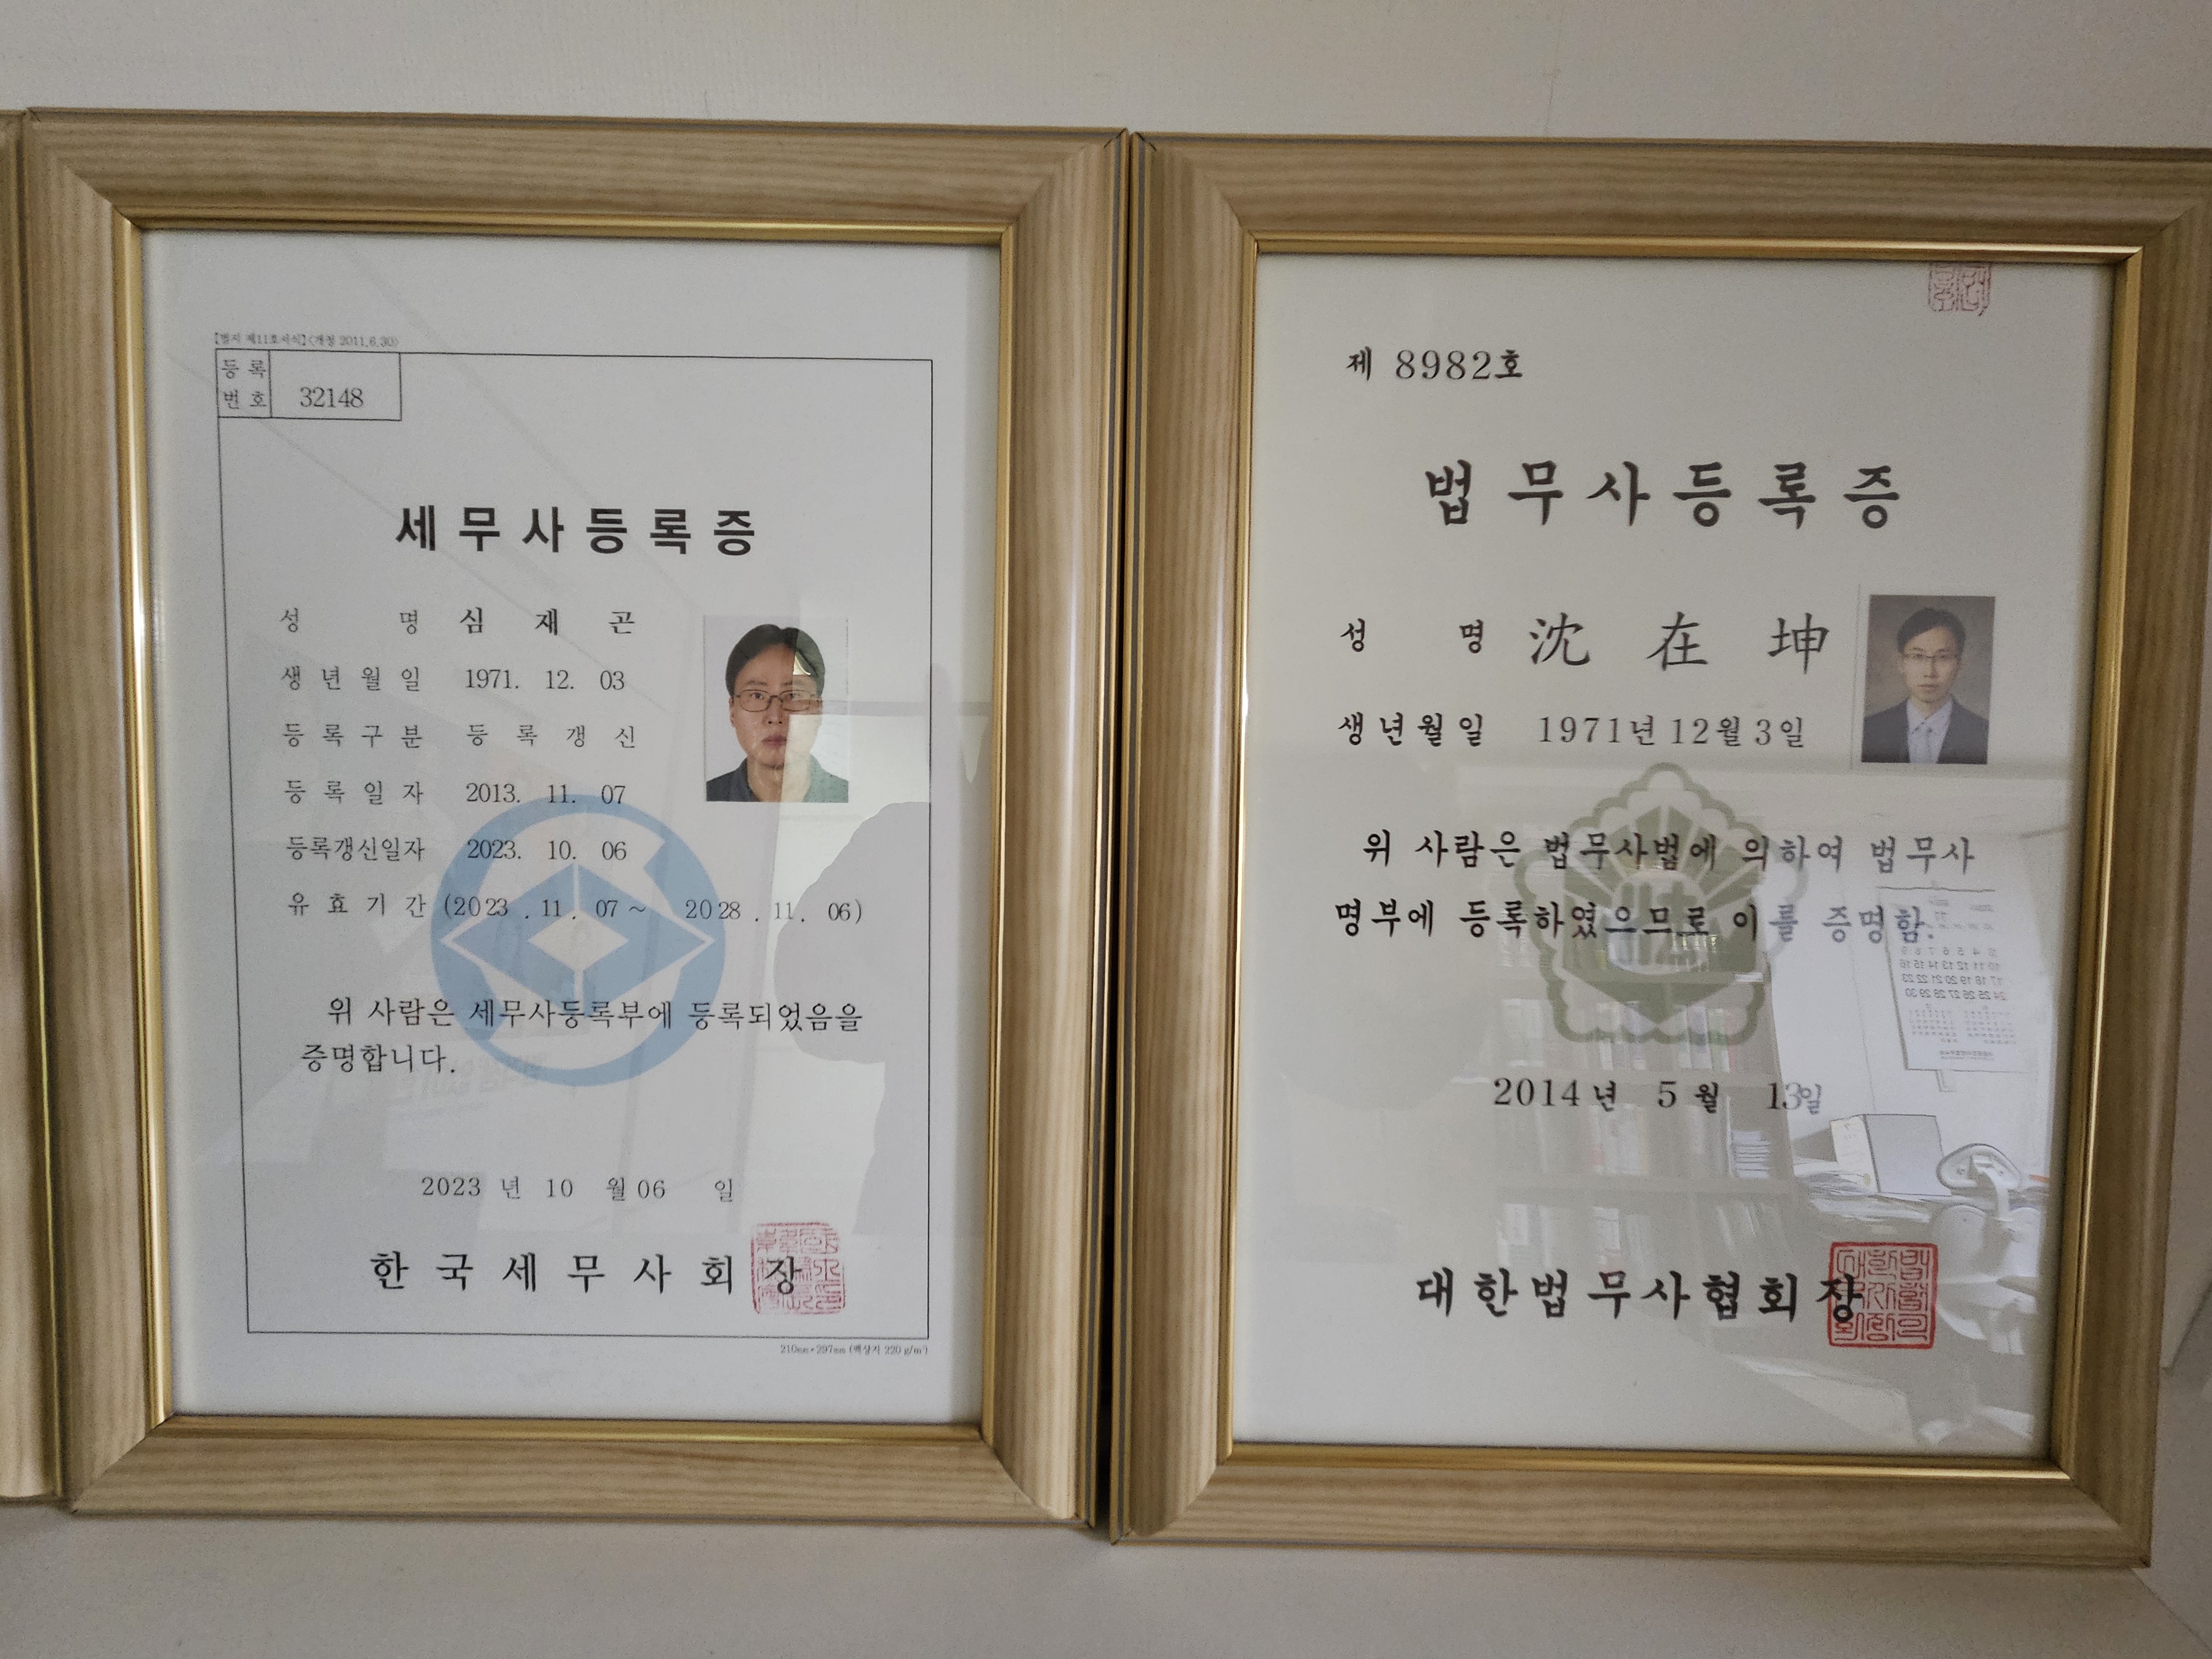 【별지 제11호서식】<개정 2011.6.30>
등 록
번 호 32148
세무사등록증
성 명 심 재 곤
생년월일 1971. 12. 03
등록구분 등 록 갱 신
등록일자 2013. 11. 07
등록갱신일자 2023. 10. 06
유효기간 (2023 . 11 . 07 ~ 2028 . 11 . 06)
위 사람은 세무사등록부에 등록되었음을
증명합니다.
2023 년 10 월 06 일
한국세무사회장
210mm×297mm (백상지 220 g/m²)
제 8982호
법무사등록증
성 명 沈 在 坤
생년월일 1971년 12월 3일
위 사람은 법무사법에 의하여 법무사
명부에 등록하였으므로 이를 증명함.
2014년 5월 13일
대한법무사협회장